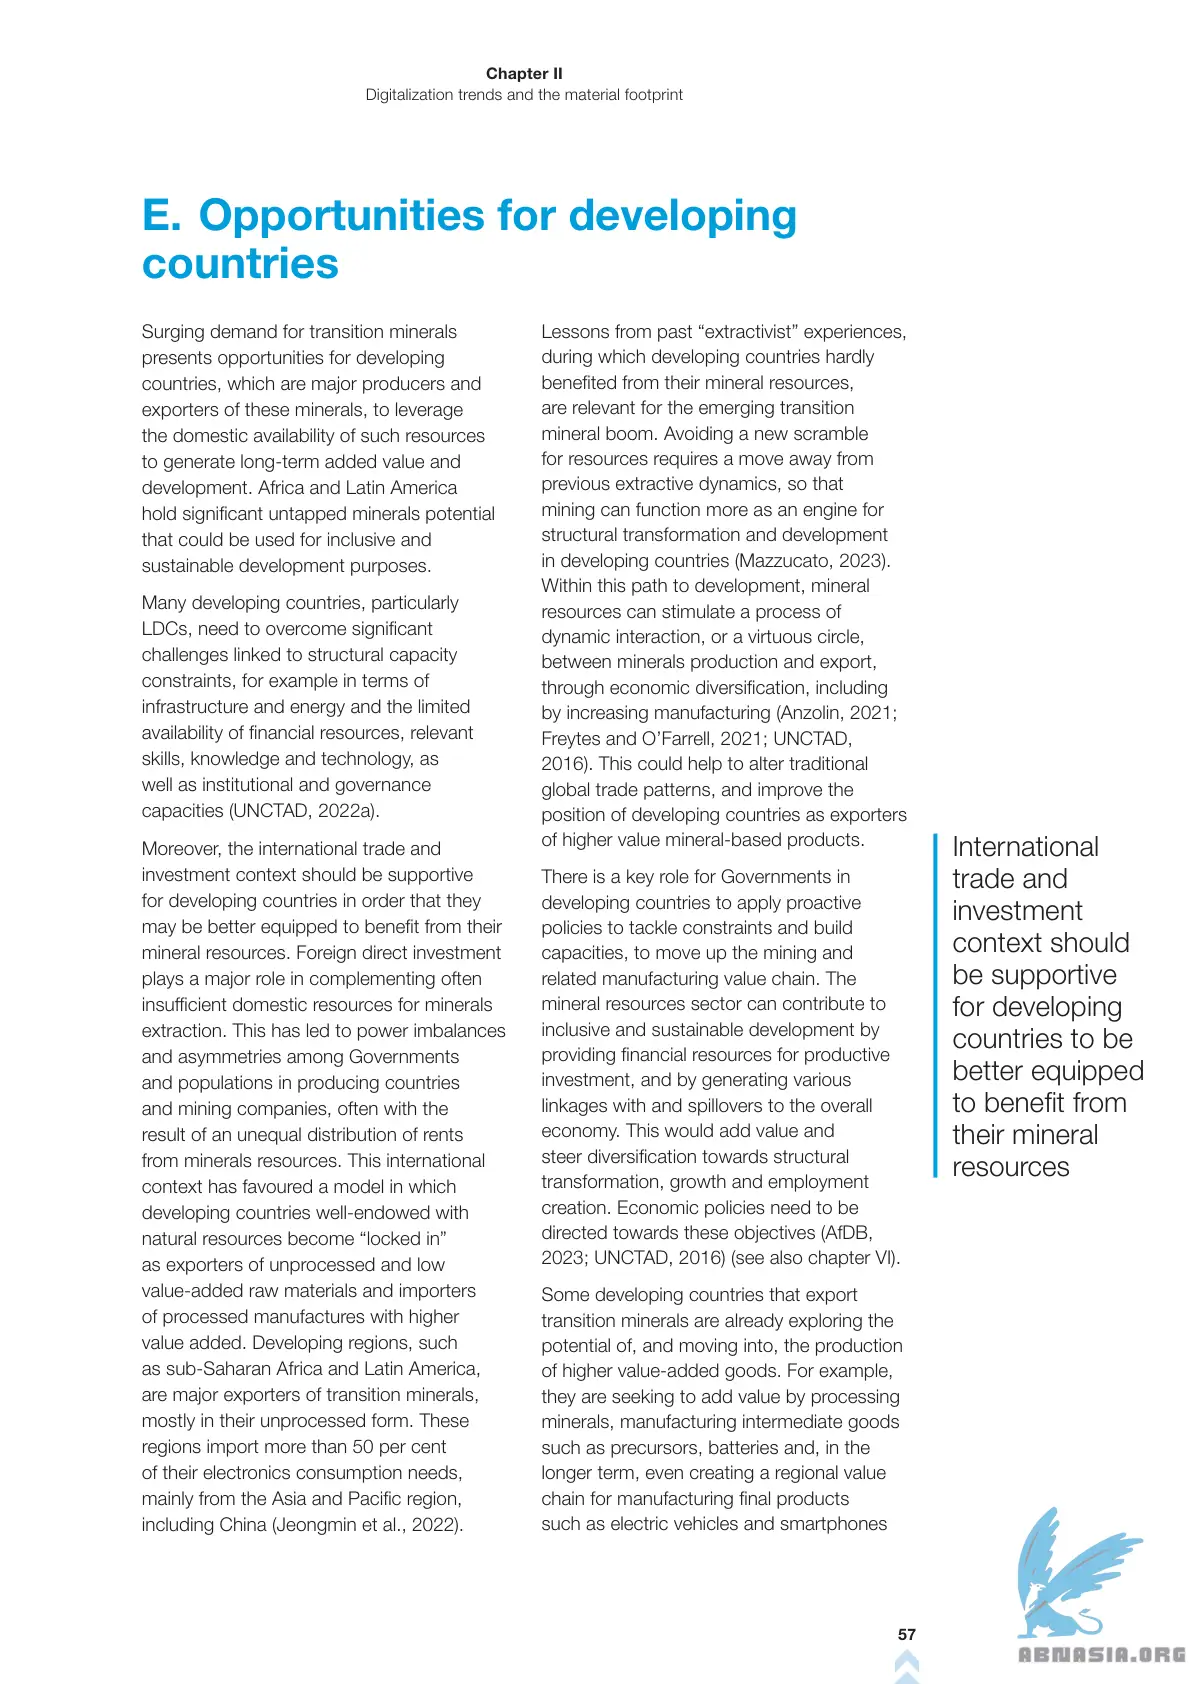 Chapter II
Digitalization trends and the material footprint
E. Opportunities for developing
countries
Surging demand for transition minerals
presents opportunities for developing
countries, which are major producers and
exporters of these minerals, to leverage
the domestic availability of such resources
to generate long-term added value and
development. Africa and Latin America
hold significant untapped minerals potential
that could be used for inclusive and
sustainable development purposes.
Many developing countries, particularly
LDCs, need to overcome significant
challenges linked to structural capacity
constraints, for example in terms of
infrastructure and energy and the limited
availability of financial resources, relevant
skills, knowledge and technology, as
well as institutional and governance
capacities (UNCTAD, 2022a).
Moreover, the international trade and
investment context should be supportive
for developing countries in order that they
may be better equipped to benefit from their
mineral resources. Foreign direct investment
plays a major role in complementing often
insufficient domestic resources for minerals
extraction. This has led to power imbalances
and asymmetries among Governments
and populations in producing countries
and mining companies, often with the
result of an unequal distribution of rents
from minerals resources. This international
context has favoured a model in which
developing countries well-endowed with
natural resources become “locked in”
as exporters of unprocessed and low
value-added raw materials and importers
of processed manufactures with higher
value added. Developing regions, such
as sub-Saharan Africa and Latin America,
are major exporters of transition minerals,
mostly in their unprocessed form. These
regions import more than 50 per cent
of their electronics consumption needs,
mainly from the Asia and Pacific region,
including China (Jeongmin et al., 2022).
Lessons from past “extractivist” experiences,
during which developing countries hardly
benefited from their mineral resources,
are relevant for the emerging transition
mineral boom. Avoiding a new scramble
for resources requires a move away from
previous extractive dynamics, so that
mining can function more as an engine for
structural transformation and development
in developing countries (Mazzucato, 2023).
Within this path to development, mineral
resources can stimulate a process of
dynamic interaction, or a virtuous circle,
between minerals production and export,
through economic diversification, including
by increasing manufacturing (Anzolin, 2021;
Freytes and O’Farrell, 2021; UNCTAD,
2016). This could help to alter traditional
global trade patterns, and improve the
position of developing countries as exporters
of higher value mineral-based products.
There is a key role for Governments in
developing countries to apply proactive
policies to tackle constraints and build
capacities, to move up the mining and
related manufacturing value chain. The
mineral resources sector can contribute to
inclusive and sustainable development by
providing financial resources for productive
investment, and by generating various
linkages with and spillovers to the overall
economy. This would add value and
steer diversification towards structural
transformation, growth and employment
creation. Economic policies need to be
directed towards these objectives (AfDB,
2023; UNCTAD, 2016) (see also chapter VI).
Some developing countries that export
transition minerals are already exploring the
potential of, and moving into, the production
of higher value-added goods. For example,
they are seeking to add value by processing
minerals, manufacturing intermediate goods
such as precursors, batteries and, in the
longer term, even creating a regional value
chain for manufacturing final products
such as electric vehicles and smartphones
International
trade and
investment
context should
be supportive
for developing
countries to be
better equipped
to benefit from
their mineral
resources
57
ABNASIA.ORG